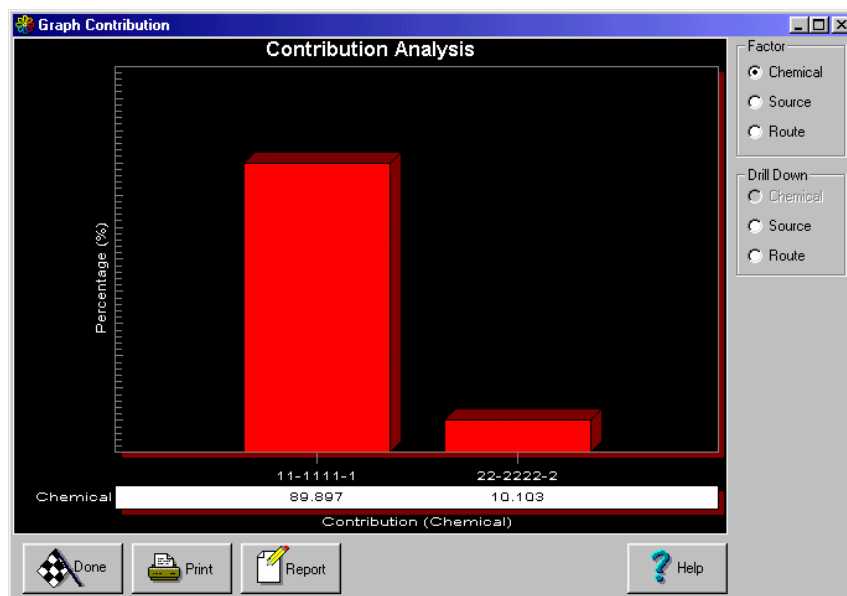 Graph Contribution
Contribution Analysis
Percentage (%)
11-1111-1 22-2222-2
Chemical 89.897 10.103
Contribution (Chemical)
Factor
Chemical
Source
Route
Drill Down
Chemical
Source
Route
Done Print Report Help